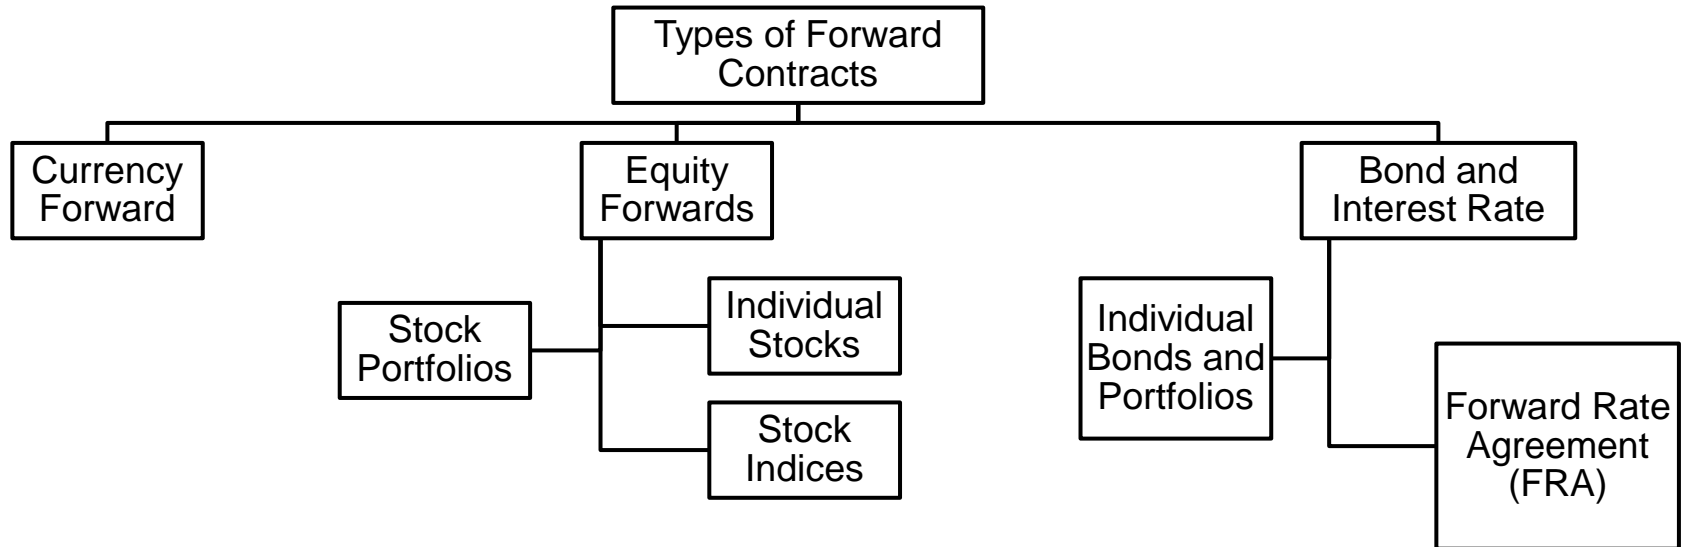 Types of Forward
Contracts
Currency
Forward
Equity
Forwards
Bond and
Interest Rate
Stock
Portfolios
Individual
Stocks
Stock
Indices
Individual
Bonds and
Portfolios
Forward Rate
Agreement
(FRA)